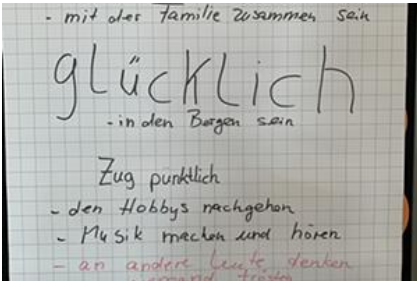 - mit der Familie zusammen sein
glücklich
- in den Bergen sein
Zug pünktlich
- den Hobbys nachgehen
- Musik machen und hören
- an andere Leute denken